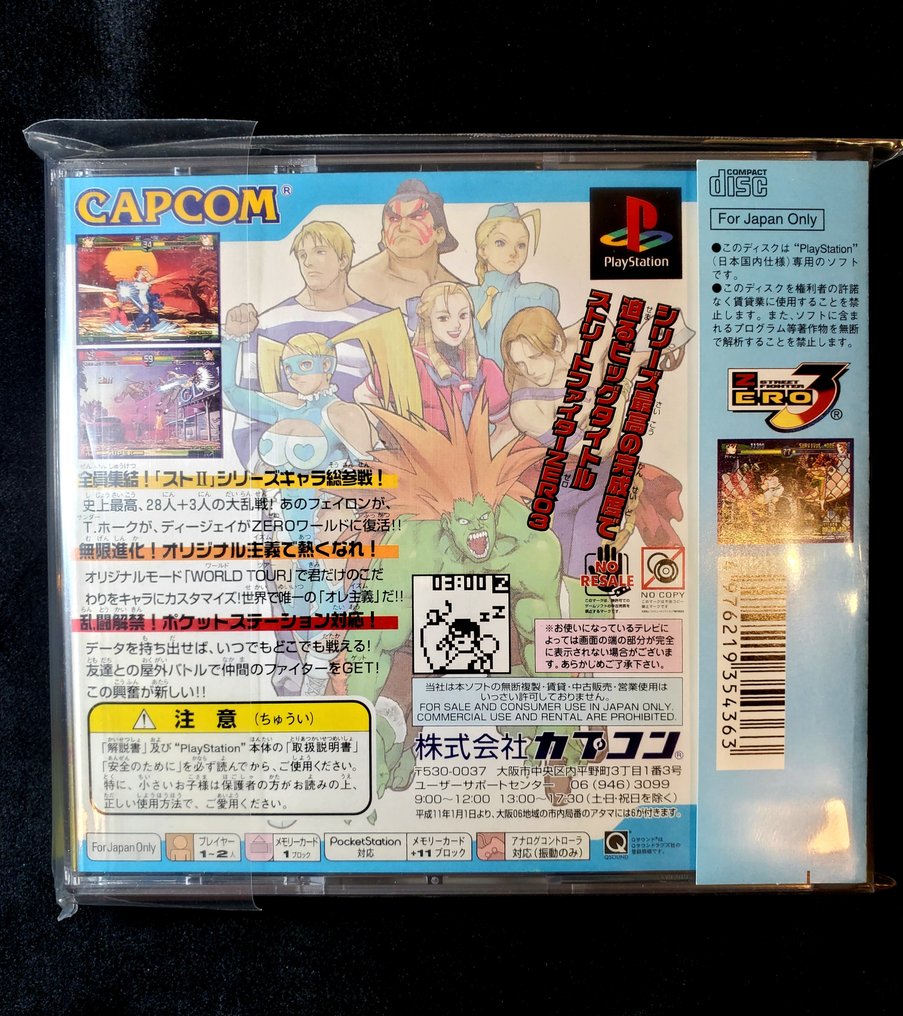 CAPCOM®
PlayStation
シリーズ最高の完成度で
迫るビッグタイトル
ストリートファイターZERO3
全員集結!「ストⅡ」シリーズキャラ総参戦!
史上最高、28人+3人の大乱戦! あのフェイロンが、
T.ホークが、ディージェイがZEROワールドに復活!!
無限進化!オリジナル主義で熱くなれ!
オリジナルモード「WORLD TOUR」で君だけのこだ
わりをキャラにカスタマイズ!世界で唯一の「オレ主義」だ!!
乱闘解禁!ポケットステーション対応!
データを持ち出せば、いつでもどこでも戦える!
友達との屋外バトルで仲間のファイターをGET!
この興奮が新しい!!
03:00 Z
NO RESALE
NO COPY
※お使いになっているテレビに
よっては画面の端の部分が完全
に表示されない場合がございま
す。あらかじめご了承下さい。
注意(ちゅうい)
「解説書」及び“PlayStation”本体の「取扱説明書」
「安全のために」を必ず読んでから、ご使用ください。
特に、小さいお子様は保護者の方がお読みの上、
正しい使用方法で、ご愛用ください。
当社は本ソフトの無断複製・賃貸・中古販売・営業使用は
いっさい許可しておりません。
FOR SALE AND CONSUMER USE IN JAPAN ONLY.
COMMERCIAL USE AND RENTAL ARE PROHIBITED.
株式会社カプコン®
〒530-0037 大阪市中央区内平野町3丁目1番3号
ユーザーサポートセンター 06(946)3099
9:00~12:00 13:00~17:30(土・日・祝日を除く)
平成11年1月1日より、大阪06地域の市内局番のアタマには6が付きます。
For Japan Only
プレイヤー
1~2人
メモリーカード
1ブロック
PocketStation
対応
メモリーカード
+11ブロック
アナログコントローラ
対応(振動のみ)
QSOUND
COMPACT
disc
For Japan Only
●このディスクは“PlayStation”
(日本国内仕様)専用のソフト
です。
●このディスクを権利者の許諾
なく賃貸業に使用することを禁
止します。また、ソフトに含ま
れるプログラム等著作物を無断
で解析することを禁止します。
STREET FIGHTER
ZERO3®